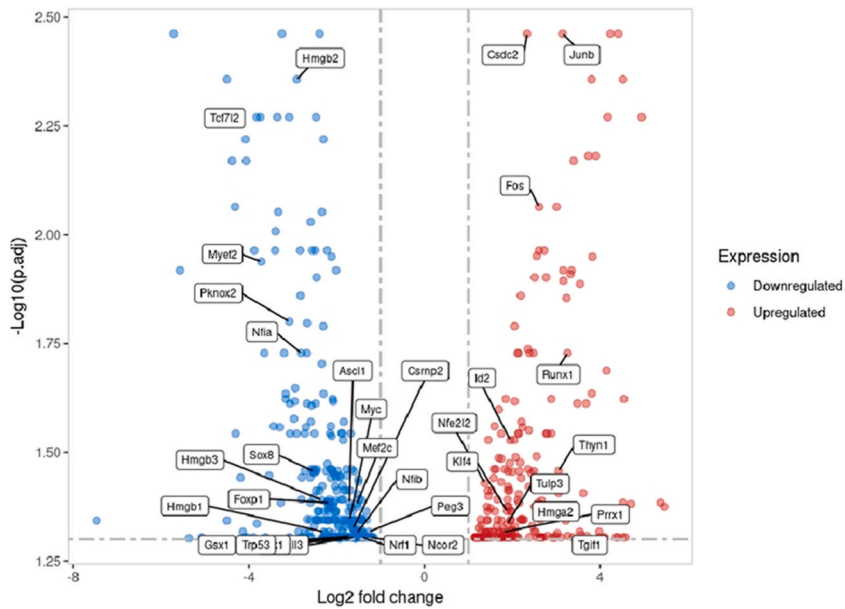 2.50
2.25
2.00
1.75
1.50
1.25
-8
-4
0
4
-Log10(p.adj)
Log2 fold change
Hmgb2
Tcf7l2
Myef2
Pknox2
Nfia
Ascl1
Csrnp2
Myc
Mef2c
Sox8
Hmgb3
Nfib
Foxp1
Hmgb1
Peg3
Gsx1
Trp53
Nrf1
Ncor2
Csdc2
Junb
Fos
Runx1
Id2
Nfe2l2
Thyn1
Klf4
Tulp3
Hmga2
Prrx1
Tgif1
Expression
Downregulated
Upregulated